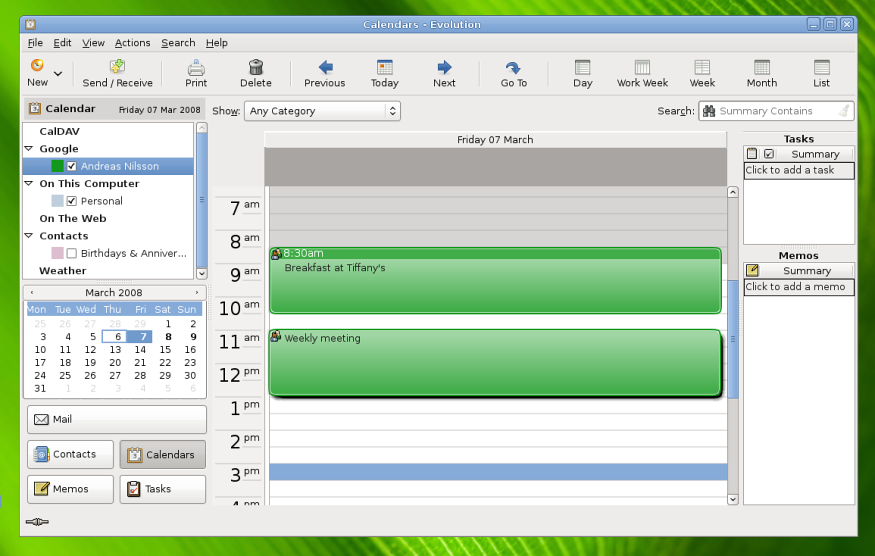 Calendars - Evolution
File Edit View Actions Search Help
New Send / Receive Print Delete Previous Today Next Go To Day Work Week Week Month List
Calendar Friday 07 Mar 2008
Show: Any Category
Search: Summary Contains
CalDAV
Google
Andreas Nilsson
On This Computer
Personal
On The Web
Contacts
Birthdays & Anniver...
Weather
March 2008
Mon Tue Wed Thu Fri Sat Sun
25 26 27 28 29 1 2
3 4 5 6 7 8 9
10 11 12 13 14 15 16
17 18 19 20 21 22 23
24 25 26 27 28 29 30
31 1 2 3 4 5 6
Mail
Contacts Calendars
Memos Tasks
Friday 07 March
7 am
8 am
8:30am
Breakfast at Tiffany's
9 am
10 am
11 am
Weekly meeting
12 pm
1 pm
2 pm
3 pm
4 pm
Tasks
Summary
Click to add a task
Memos
Summary
Click to add a memo